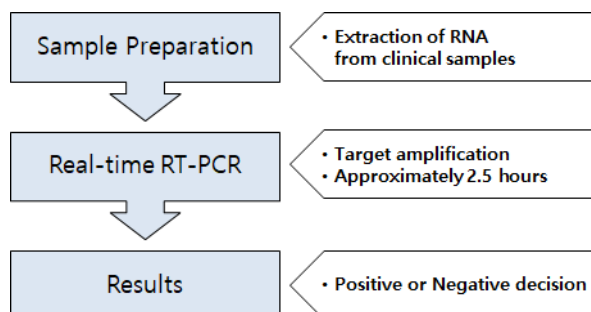 Sample Preparation
• Extraction of RNA
from clinical samples
Real-time RT-PCR
• Target amplification
• Approximately 2.5 hours
Results
• Positive or Negative decision